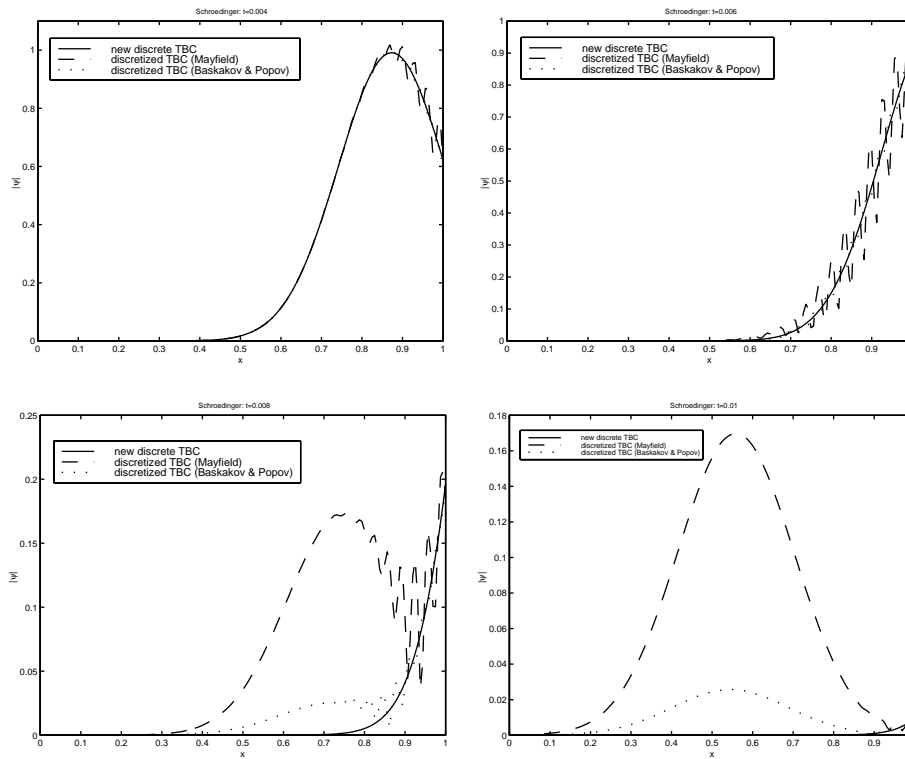 Schroedinger: t=0.004
new discrete TBC
discretized TBC (Mayfield)
discretized TBC (Baskakov & Popov)
1
0.8
0.6
0.4
0.2
0
|ψ|
0 0.1 0.2 0.3 0.4 0.5 0.6 0.7 0.8 0.9 1
x
Schroedinger: t=0.006
new discrete TBC
discretized TBC (Mayfield)
discretized TBC (Baskakov & Popov)
1
0.9
0.8
0.7
0.6
0.5
0.4
0.3
0.2
0.1
0
|ψ|
0 0.1 0.2 0.3 0.4 0.5 0.6 0.7 0.8 0.9
x
Schroedinger: t=0.008
new discrete TBC
discretized TBC (Mayfield)
discretized TBC (Baskakov & Popov)
0.25
0.2
0.15
0.1
0.05
0
|ψ|
0 0.1 0.2 0.3 0.4 0.5 0.6 0.7 0.8 0.9 1
x
Schroedinger: t=0.01
new discrete TBC
discretized TBC (Mayfield)
discretized TBC (Baskakov & Popov)
0.18
0.16
0.14
0.12
0.1
0.08
0.06
0.04
0.02
0
|ψ|
0 0.1 0.2 0.3 0.4 0.5 0.6 0.7 0.8 0.9
x